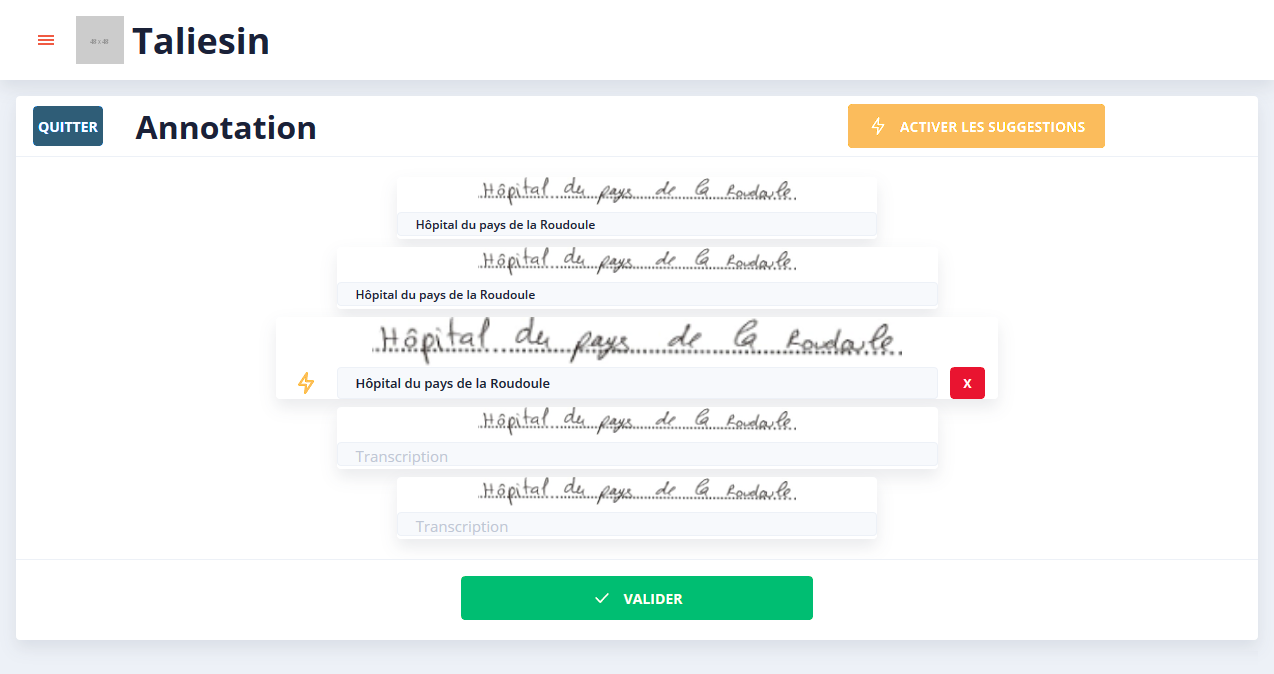 Taliesin
QUITTER
Annotation
ACTIVER LES SUGGESTIONS
Hôpital du pays de la Roudoule
Hôpital du pays de la Roudoule
Hôpital du pays de la Roudoule
Hôpital du pays de la Roudoule
Hôpital du pays de la Roudoule
Hôpital du pays de la Roudoule
X
Hôpital du pays de la Roudoule
Transcription
Hôpital du pays de la Roudoule
Transcription
VALIDER